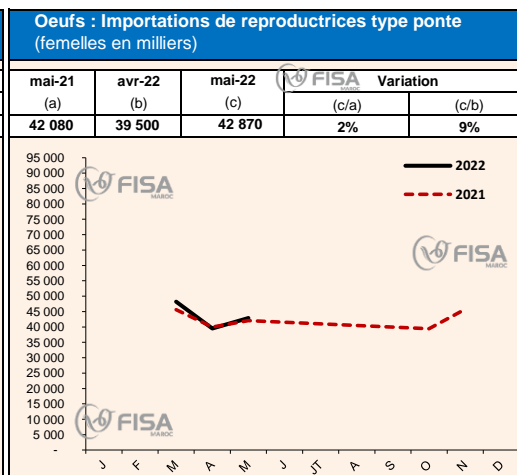 Oeufs : Importations de reproductrices type ponte
(femelles en milliers)
mai-21 avr-22 mai-22 FISA Variation
(a) (b) (c) (c/a) (c/b)
42 080 39 500 42 870 2% 9%
95 000
90 000
85 000
80 000
75 000
70 000
65 000
60 000
55 000
50 000
45 000
40 000
35 000
30 000
25 000
20 000
15 000
10 000
5 000
-
2022
2021
FISA
MAROC
FISA
MAROC
FISA
MAROC
J F M A M J JT A S O N D